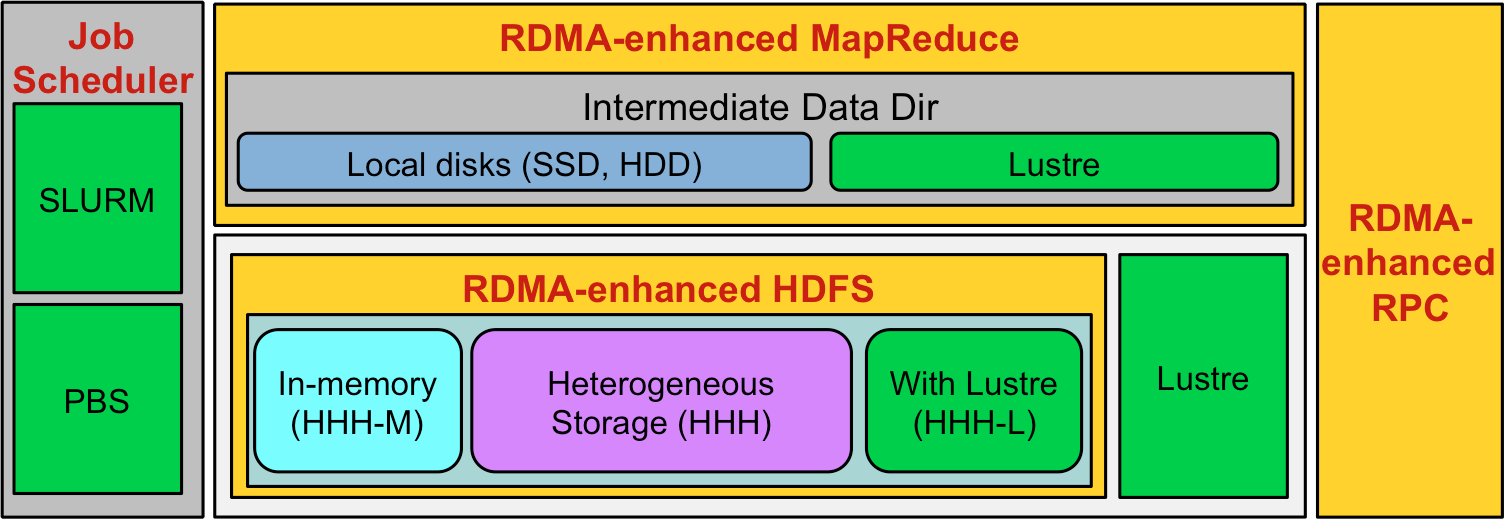 Job
Scheduler
SLURM
PBS
RDMA-enhanced MapReduce
Intermediate Data Dir
Local disks (SSD, HDD)
Lustre
RDMA-enhanced HDFS
In-memory
(HHH-M)
Heterogeneous
Storage (HHH)
With Lustre
(HHH-L)
Lustre
RDMA-
enhanced
RPC